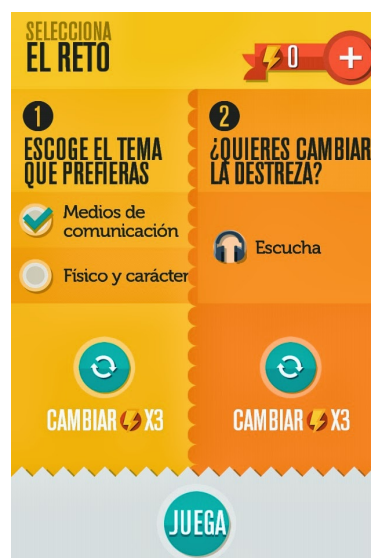 SELECCIONA
EL RETO
0 +
1
ESCOGE EL TEMA
QUE PREFIERAS
Medios de
comunicación
Físico y carácter
CAMBIAR X3
2
¿QUIERES CAMBIAR
LA DESTREZA?
Escucha
CAMBIAR X3
JUEGA